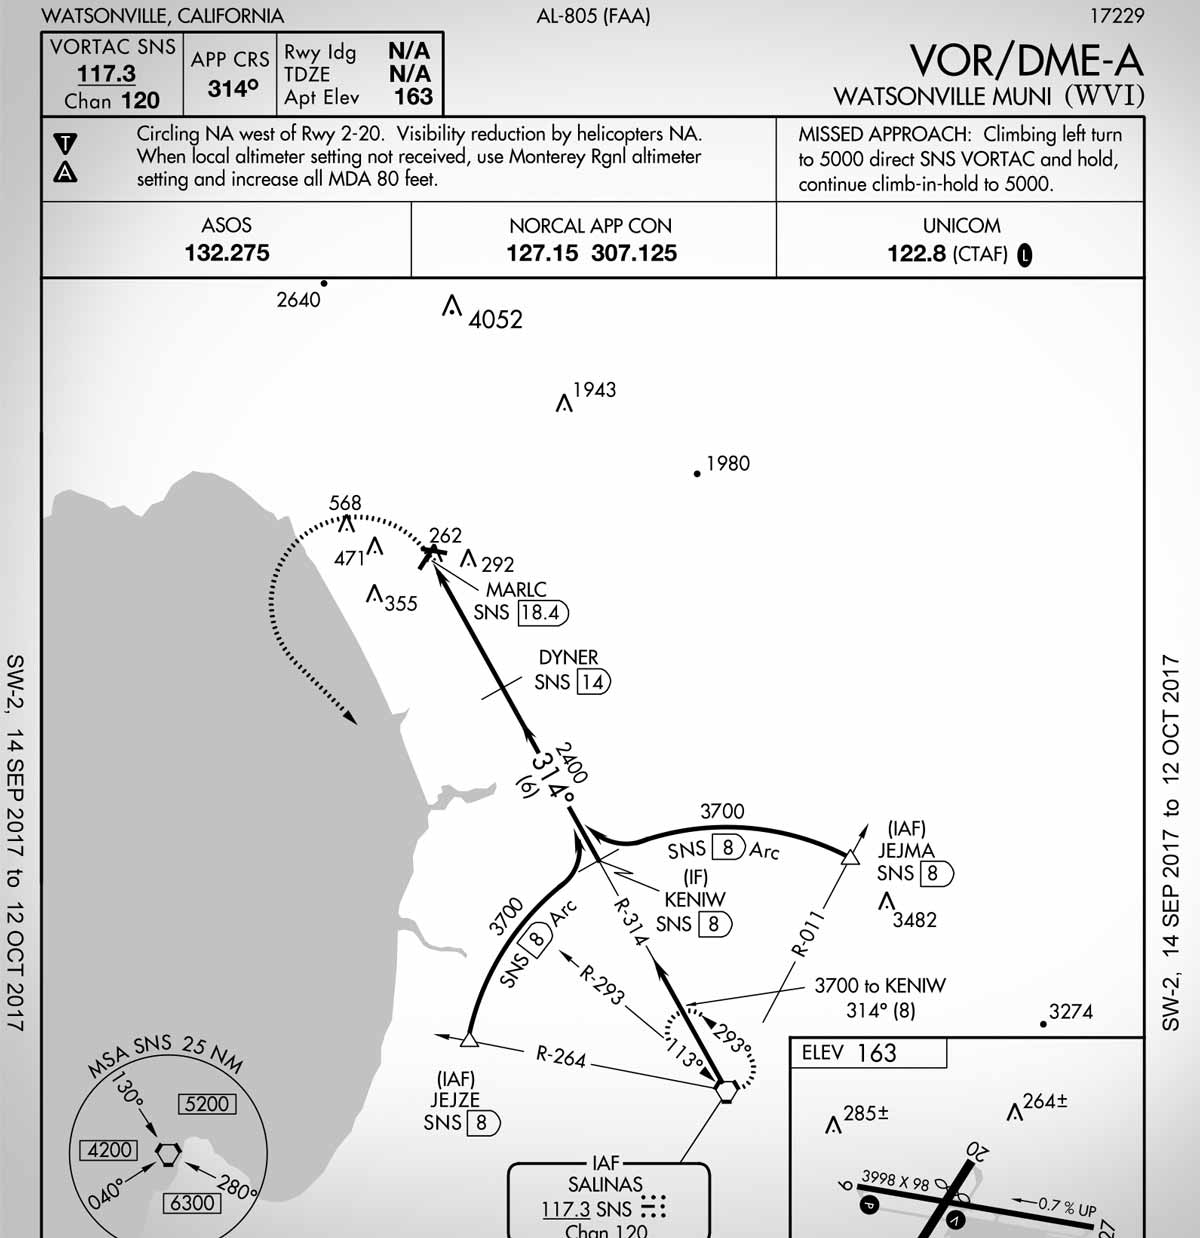 WATSONVILLE, CALIFORNIA
AL-805 (FAA)
17229
VORTAC SNS
117.3
Chan 120
APP CRS
314°
Rwy Idg N/A
TDZE N/A
Apt Elev 163
VOR/DME-A
WATSONVILLE MUNI (WVI)
T
A
Circling NA west of Rwy 2-20. Visibility reduction by helicopters NA.
When local altimeter setting not received, use Monterey Rgnl altimeter
setting and increase all MDA 80 feet.
MISSED APPROACH: Climbing left turn
to 5000 direct SNS VORTAC and hold,
continue climb-in-hold to 5000.
ASOS
132.275
NORCAL APP CON
127.15 307.125
UNICOM
122.8 (CTAF) L
2640
4052
1943
1980
568
262
471
292
355
MARLC
SNS 18.4
DYNER
SNS 14
2400
314°
(6)
3700
SNS 8 Arc
(IAF)
JEJMA
SNS 8
(IF)
KENIW
SNS 8
3482
3700
SNS 8 Arc
R-314
R-011
R-293
3700 to KENIW
314° (8)
3274
293°
113°
R-264
(IAF)
JEJZE
SNS 8
MSA SNS 25 NM
130°
5200
4200
040°
280°
6300
IAF
SALINAS
117.3 SNS
Chan 120
ELEV 163
285±
264±
20
9
3998 X 98
P
V
0.7 % UP
27
SW-2, 14 SEP 2017 to 12 OCT 2017
SW-2, 14 SEP 2017 to 12 OCT 2017